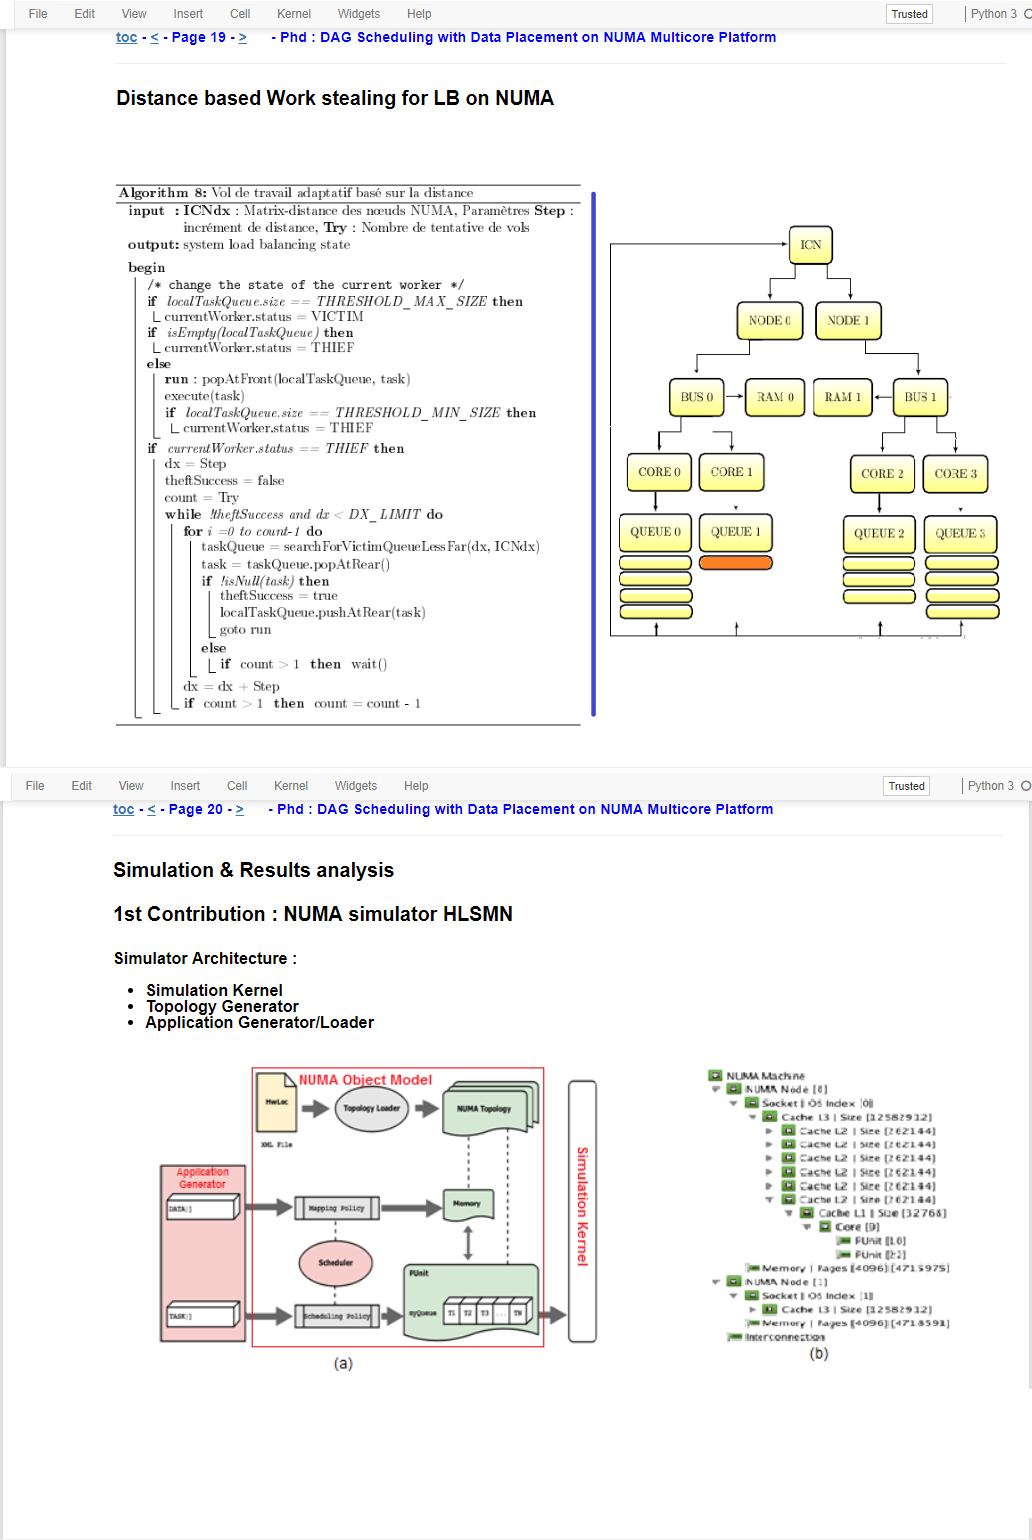 File Edit View Insert Cell Kernel Widgets Help Trusted Python 3
toc - < - Page 19 - > - Phd : DAG Scheduling with Data Placement on NUMA Multicore Platform
Distance based Work stealing for LB on NUMA
Algorithm 8: Vol de travail adaptatif basé sur la distance
input : ICNdx : Matrix-distance des nœuds NUMA, Paramètres Step :
incrément de distance, Try : Nombre de tentative de vols
output: system load balancing state
begin
/* change the state of the current worker */
if localTaskQueue.size == THRESHOLD_MAX_SIZE then
currentWorker.status = VICTIM
if isEmpty(localTaskQueue) then
currentWorker.status = THIEF
else
run : popAtFront(localTaskQueue, task)
execute(task)
if localTaskQueue.size == THRESHOLD_MIN_SIZE then
currentWorker.status = THIEF
if currentWorker.status == THIEF then
dx = Step
theftSuccess = false
count = Try
while !theftSuccess and dx < DX_LIMIT do
for i =0 to count-1 do
taskQueue = searchForVictimQueueLessFar(dx, ICNdx)
task = taskQueue.popAtRear()
if !isNull(task) then
theftSuccess = true
localTaskQueue.pushAtRear(task)
goto run
else
if count > 1 then wait()
dx = dx + Step
if count > 1 then count = count - 1
ICN
NODE 0 NODE 1
BUS 0 RAM 0 RAM 1 BUS 1
CORE 0 CORE 1 CORE 2 CORE 3
QUEUE 0 QUEUE 1 QUEUE 2 QUEUE 3
File Edit View Insert Cell Kernel Widgets Help Trusted Python 3
toc - < - Page 20 - > - Phd : DAG Scheduling with Data Placement on NUMA Multicore Platform
Simulation & Results analysis
1st Contribution : NUMA simulator HLSMN
Simulator Architecture :
• Simulation Kernel
• Topology Generator
• Application Generator/Loader
NUMA Object Model
HwLoc
XML File
Topology Loader
NUMA Topology
Application
Generator
DATA[]
Mapping Policy
Memory
Scheduler
PUnit
TASK[]
Scheduling Policy
myQueue T1 T2 T3 ... TN
Simulation Kernel
(a)
NUMA Machine
NUMA Node [0]
Socket || OS Index [0]
Cache L3 | Size [12582912]
Cache L2 | Size [262144]
Cache L2 | Size [262144]
Cache L2 | Size [262144]
Cache L2 | Size [262144]
Cache L2 | Size [262144]
Cache L2 | Size [262144]
Cache L1 || Size [32768]
Core [9]
PUnit [10]
PUnit [22]
Memory | Pages [4096][4715975]
NUMA Node [1]
Socket || OS Index [1]
Cache L3 | Size [12582912]
Memory | Pages [4096][4718591]
Interconnection
(b)